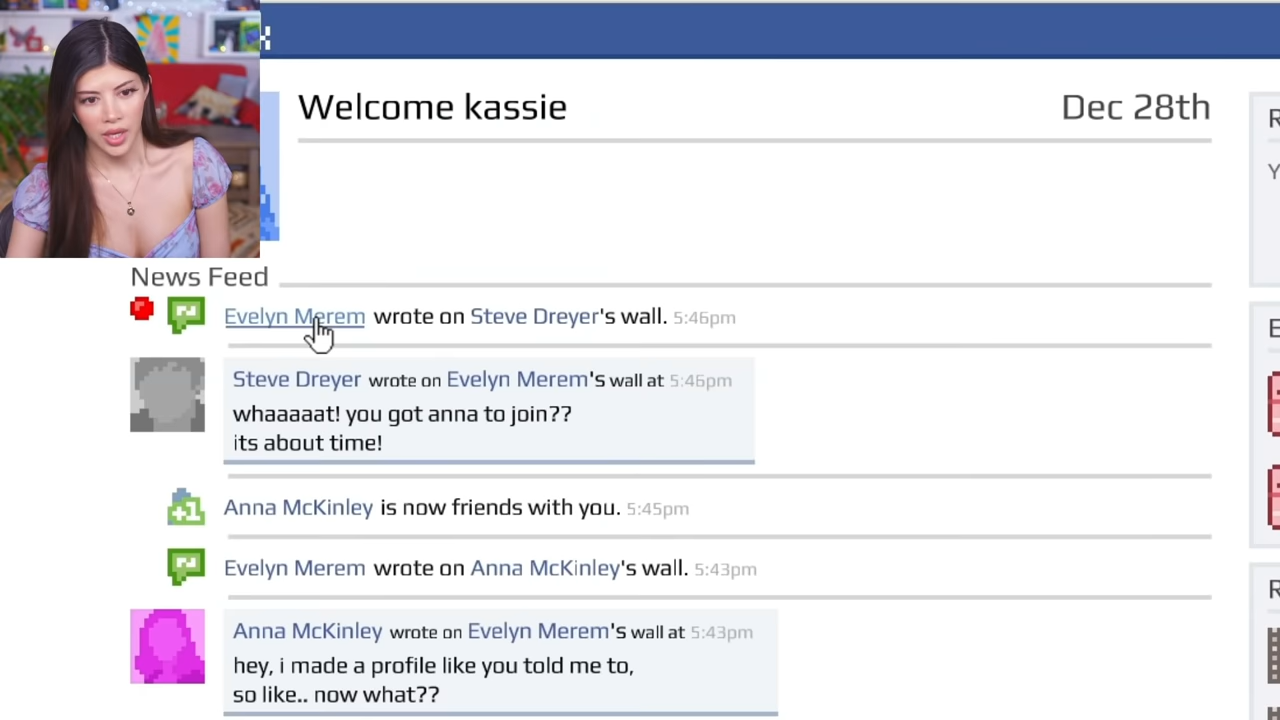 Welcome kassie
Dec 28th
News Feed
Evelyn Merem wrote on Steve Dreyer's wall. 5:46pm
Steve Dreyer wrote on Evelyn Merem's wall at 5:46pm
whaaaaat! you got anna to join??
its about time!
+1 Anna McKinley is now friends with you. 5:45pm
Evelyn Merem wrote on Anna McKinley's wall. 5:43pm
Anna McKinley wrote on Evelyn Merem's wall at 5:43pm
hey, i made a profile like you told me to,
so like.. now what??